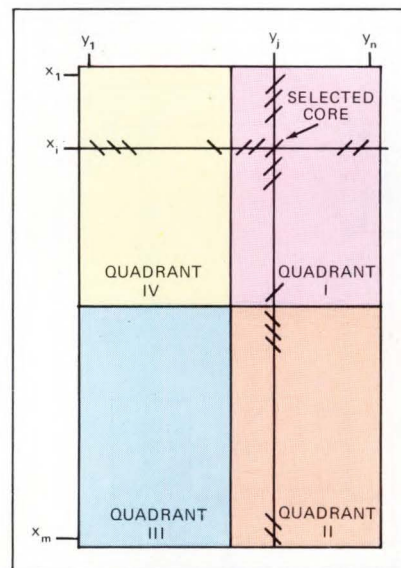 y1 yj yn
x1
SELECTED
CORE
xi
QUADRANT
IV
QUADRANT
I
QUADRANT
III
QUADRANT
II
xm